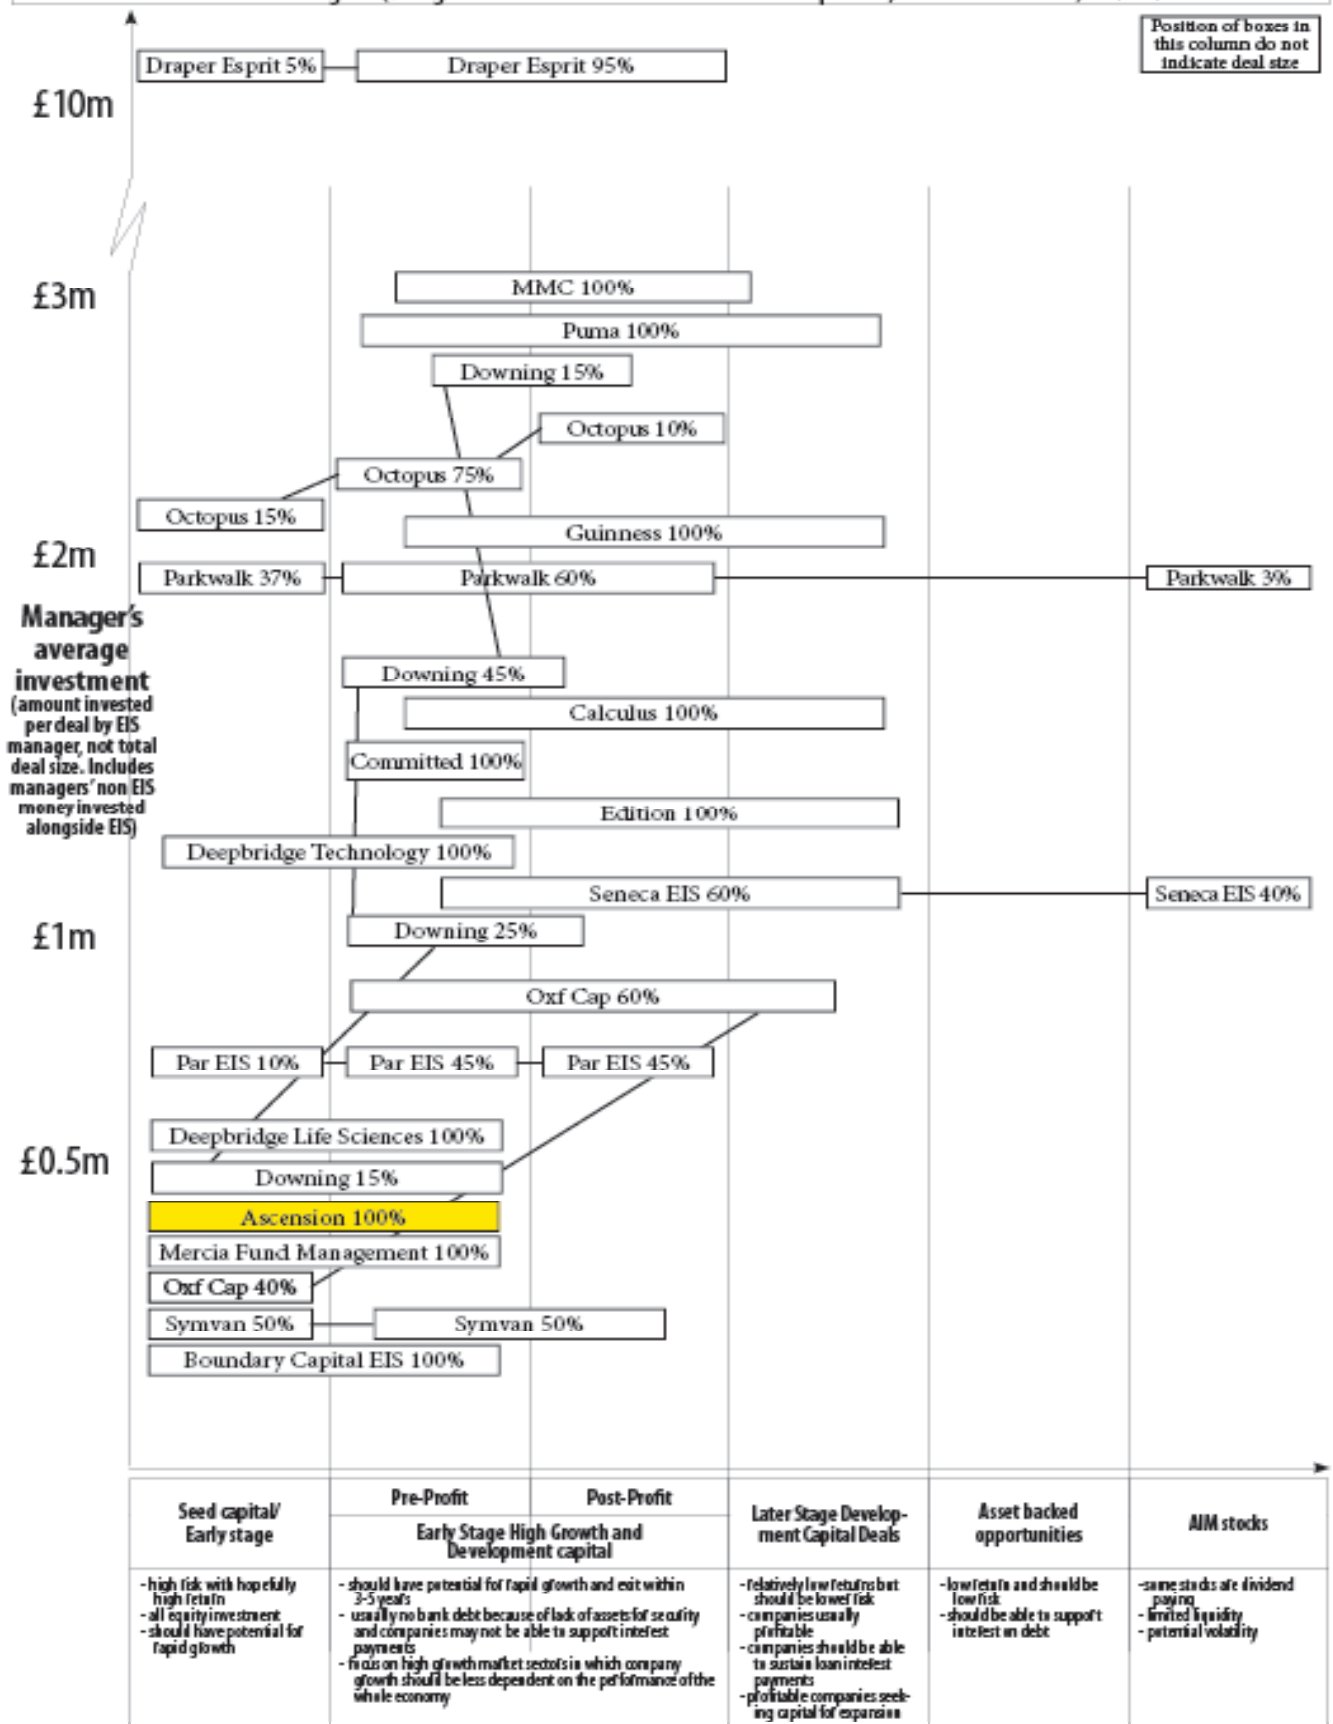 Position of boxes in
this column do not
indicate deal size
Draper Esprit 5%
Draper Esprit 95%
£10m
£3m
MMC 100%
Puma 100%
Downing 15%
Octopus 10%
Octopus 75%
Octopus 15%
Guinness 100%
£2m
Parkwalk 37%
Parkwalk 60%
Parkwalk 3%
Manager's
average
investment
(amount invested
per deal by EIS
manager, not total
deal size. Includes
managers' non EIS
money invested
alongside EIS)
Downing 45%
Calculus 100%
Committed 100%
Edition 100%
Deepbridge Technology 100%
Seneca EIS 60%
Seneca EIS 40%
£1m
Downing 25%
Oxf Cap 60%
Par EIS 10%
Par EIS 45%
Par EIS 45%
Deepbridge Life Sciences 100%
£0.5m
Downing 15%
Ascension 100%
Mercia Fund Management 100%
Oxf Cap 40%
Symvan 50%
Symvan 50%
Boundary Capital EIS 100%
Seed capital/
Early stage
Pre-Profit
Post-Profit
Early Stage High Growth and
Development capital
Later Stage Develop-
ment Capital Deals
Asset backed
opportunities
AIM stocks
- high risk with hopefully
high return
- all equity investment
- should have potential for
rapid growth
- should have potential for rapid growth and exit within
3-5 years
- usually no bank debt because of lack of assets for security
and companies may not be able to support interest
payments
- focus on high growth market sectors in which company
growth should be less dependent on the performance of the
whole economy
- relatively low returns but
should be lower risk
- companies usually
profitable
- companies should be able
to sustain loan interest
payments
- profitable companies seek-
ing capital for expansion
- low return and should be
low risk
- should be able to support
interest on debt
- some stocks are dividend
paying
- limited liquidity
- potential volatility